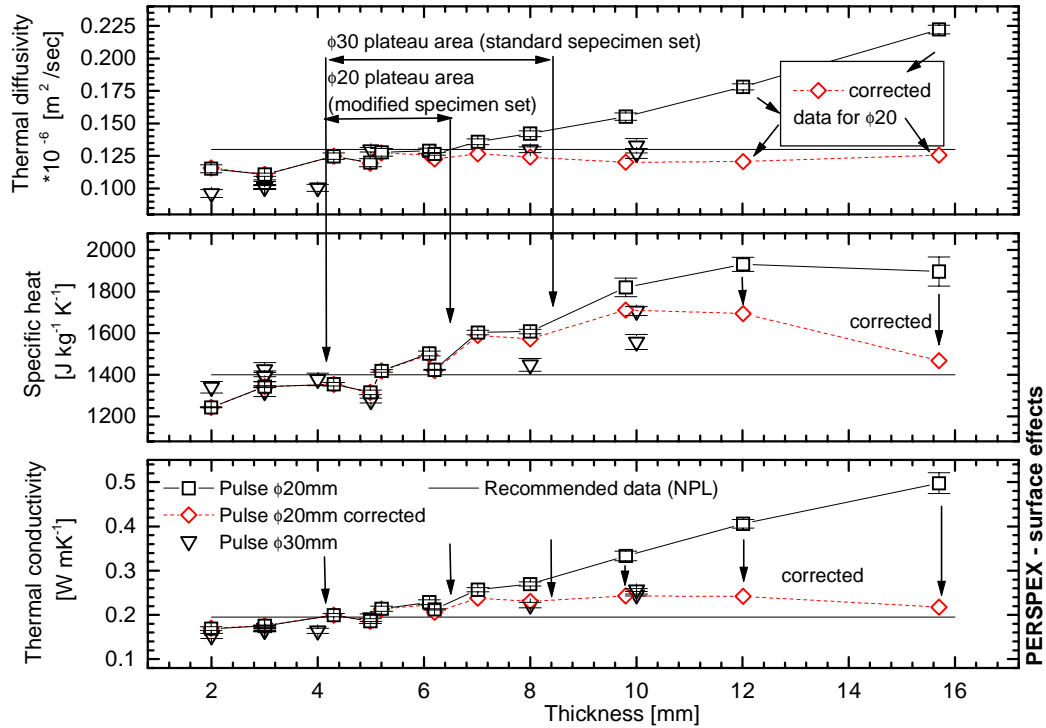 0.225
0.200
0.175
0.150
0.125
0.100
Thermal diffusivity
*10⁻⁶ [m²/sec]
ϕ30 plateau area (standard sepecimen set)
ϕ20 plateau area
(modified specimen set)
corrected
data for ϕ20
2000
1800
1600
1400
1200
Specific heat
[J kg⁻¹ K⁻¹]
corrected
0.5
0.4
0.3
0.2
0.1
Thermal conductivity
[W mK⁻¹]
Pulse ϕ20mm
Recommended data (NPL)
Pulse ϕ20mm corrected
Pulse ϕ30mm
corrected
2 4 6 8 10 12 14 16
Thickness [mm]
PERSPEX - surface effects